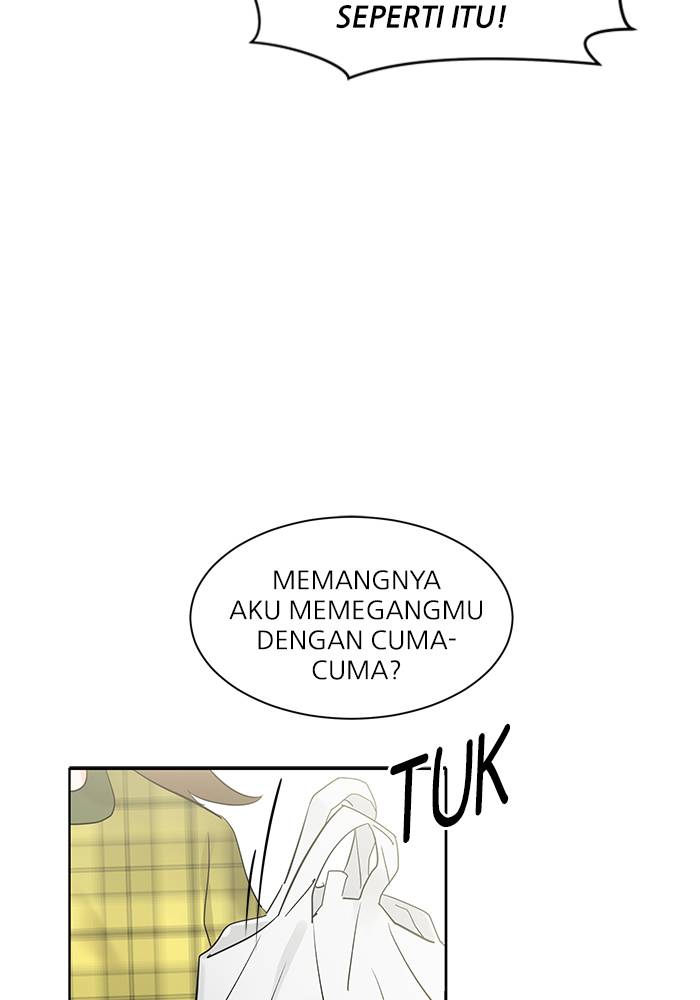 SEPERTI ITU!
MEMANGNYA
AKU MEMEGANGMU
DENGAN CUMA-
CUMA?
TUK